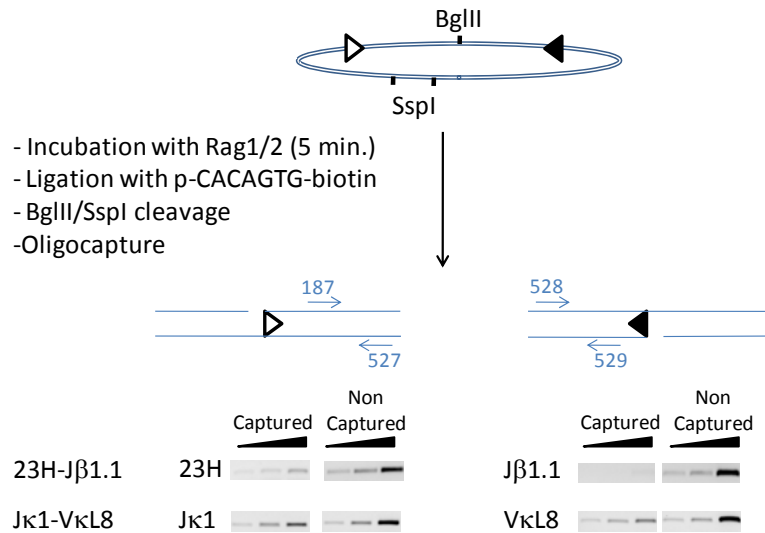 BglII
SspI
- Incubation with Rag1/2 (5 min.)
- Ligation with p-CACAGTG-biotin
- BglII/SspI cleavage
-Oligocapture
187
527
528
529
Captured
Non
Captured
Captured
Non
Captured
23H-Jβ1.1
23H
Jβ1.1
Jκ1-VκL8
Jκ1
VκL8